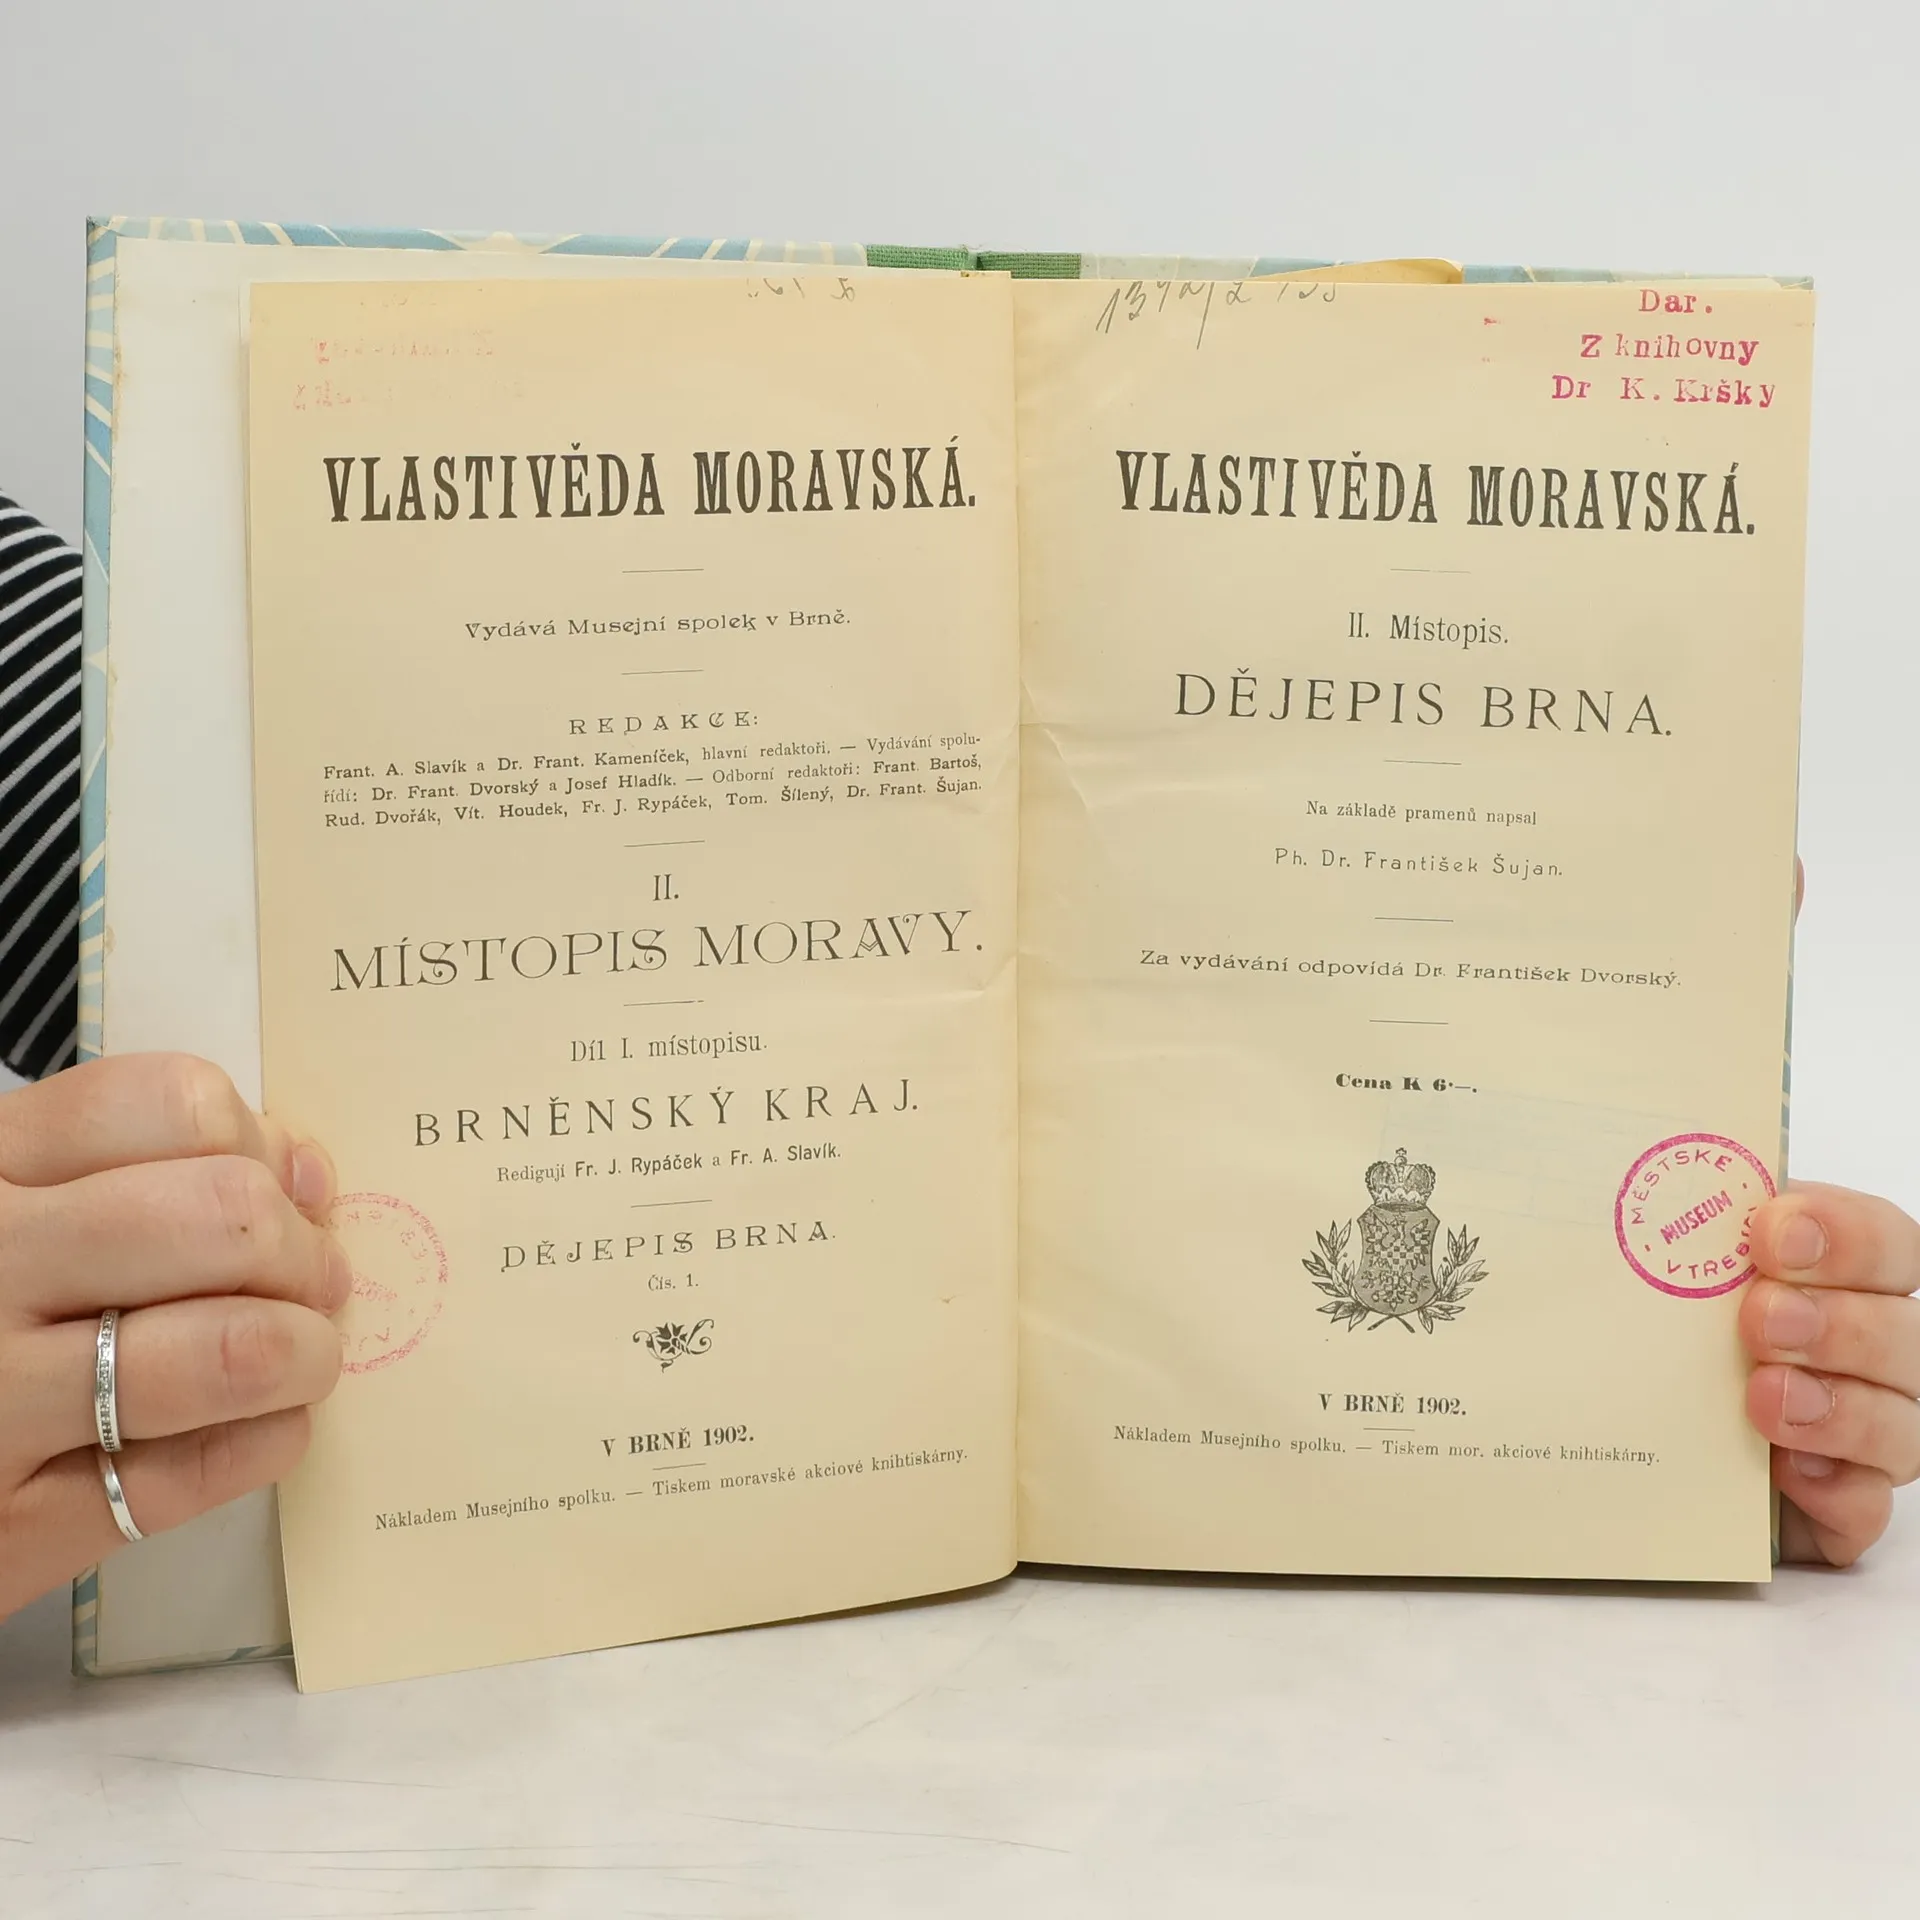 VLASTIVĚDA MORAVSKÁ.
Vydává Musejní spolek v Brně.
REDAKCE:
Frant. A. Slavík a Dr. Frant. Kameníček, hlavní redaktoři. — Vydávání spolu-
řídí: Dr. Frant. Dvorský a Josef Hladík. — Odborní redaktoři: Frant. Bartoš,
Rud. Dvořák, Vít. Houdek, Fr. J. Rypáček, Tom. Šílený, Dr. Frant. Šujan.
II.
MÍSTOPIS MORAVY.
Díl I. místopisu.
BRNĚNSKÝ KRAJ.
Redigují Fr. J. Rypáček a Fr. A. Slavík.
DĚJEPIS BRNA.
Čís. 1.
V BRNĚ 1902.
Nákladem Musejního spolku. — Tiskem moravské akciové knihtiskárny.
Dar.
Z knihovny
Dr K. Kršky
VLASTIVĚDA MORAVSKÁ.
II. Místopis.
DĚJEPIS BRNA.
Na základě pramenů napsal
Ph. Dr. František Šujan.
Za vydávání odpovídá Dr. František Dvorský.
Cena K 6·—.
MĚSTSKÉ
MUSEUM
V TŘEBÍ
V BRNĚ 1902.
Nákladem Musejního spolku. — Tiskem mor. akciové knihtiskárny.